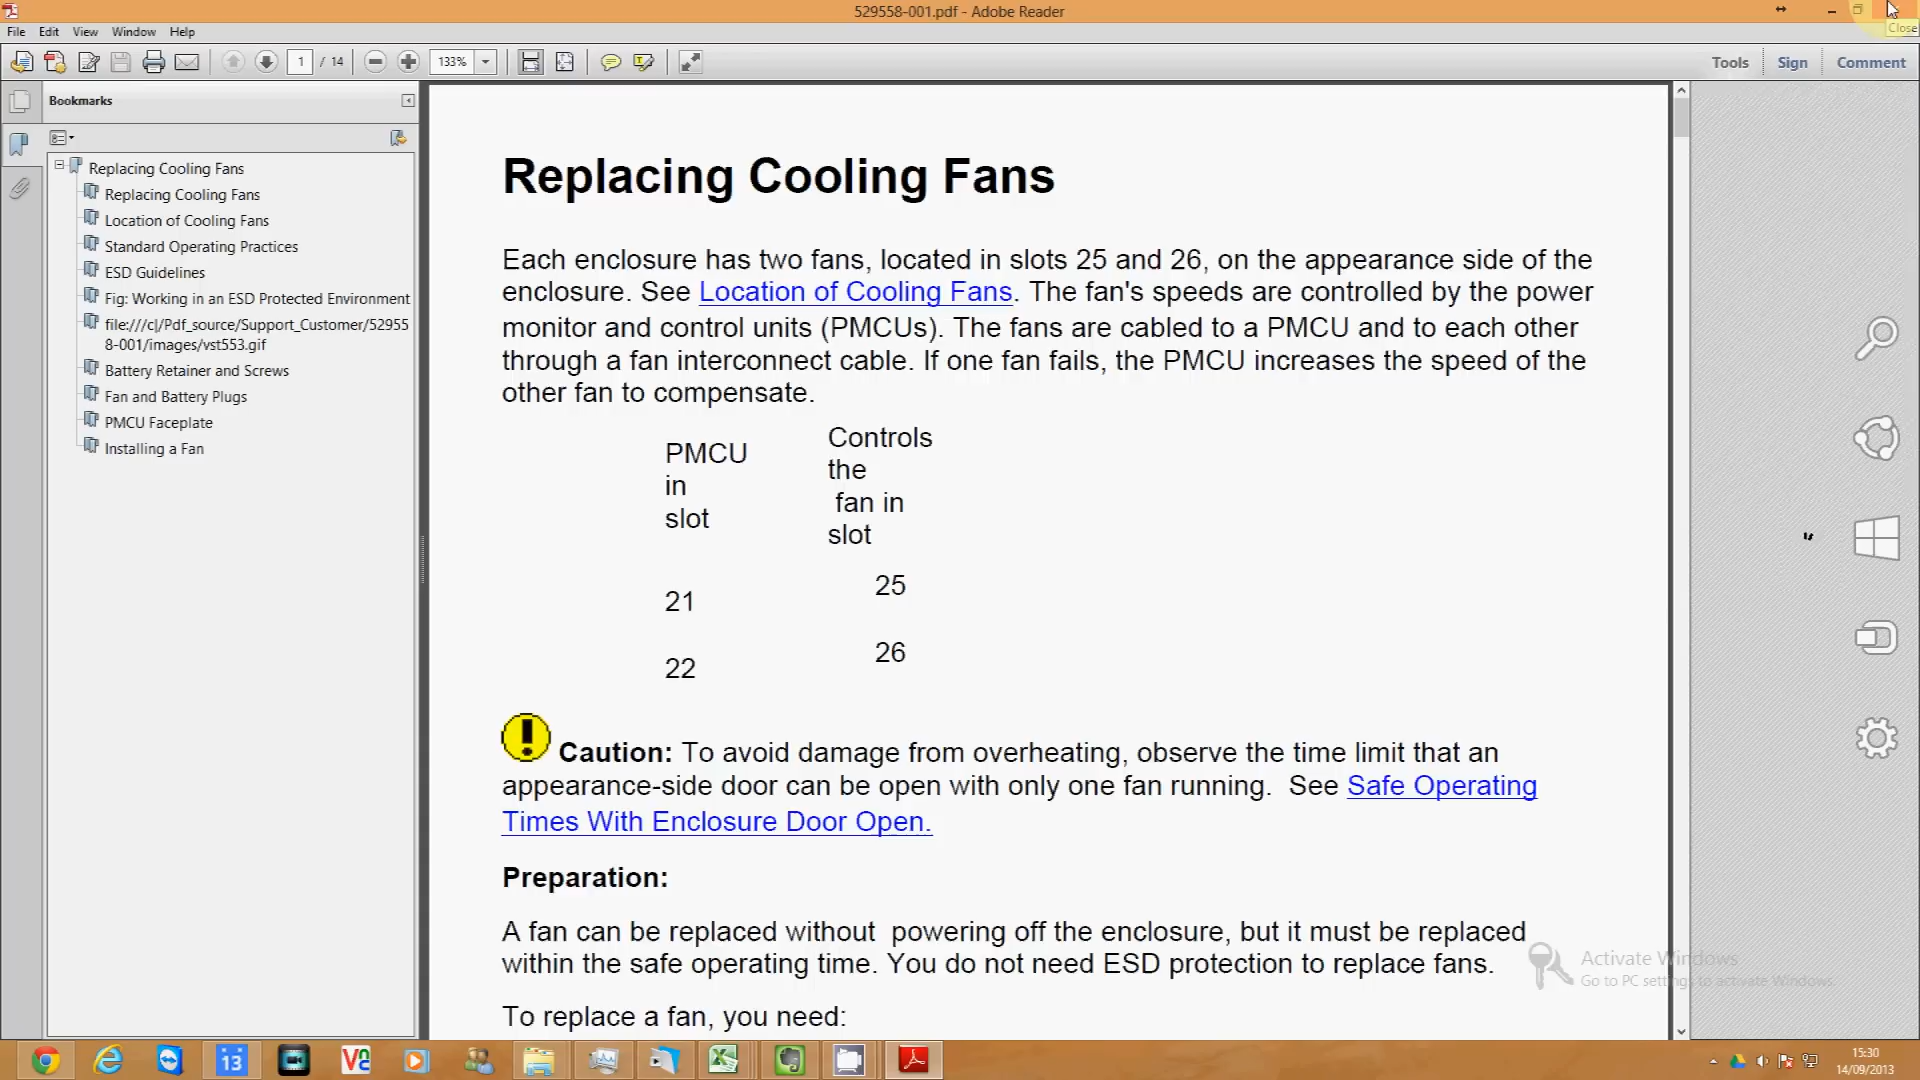 529558-001.pdf - Adobe Reader
Close
File Edit View Window Help
1 / 14 133% Tools Sign Comment
Bookmarks
Replacing Cooling Fans
Replacing Cooling Fans
Location of Cooling Fans
Standard Operating Practices
ESD Guidelines
Fig: Working in an ESD Protected Environment
file:///c|/Pdf_source/Support_Customer/52955
8-001/images/vst553.gif
Battery Retainer and Screws
Fan and Battery Plugs
PMCU Faceplate
Installing a Fan
Replacing Cooling Fans
Each enclosure has two fans, located in slots 25 and 26, on the appearance side of the
enclosure. See Location of Cooling Fans. The fan's speeds are controlled by the power
monitor and control units (PMCUs). The fans are cabled to a PMCU and to each other
through a fan interconnect cable. If one fan fails, the PMCU increases the speed of the
other fan to compensate.
PMCU
in
slot
Controls
the
fan in
slot
21
25
22
26
Caution: To avoid damage from overheating, observe the time limit that an
appearance-side door can be open with only one fan running.  See Safe Operating
Times With Enclosure Door Open.
Preparation:
A fan can be replaced without  powering off the enclosure, but it must be replaced
within the safe operating time. You do not need ESD protection to replace fans.
To replace a fan, you need:
Activate Windows
Go to PC settings to activate Windows.
13
15:30
14/09/2013